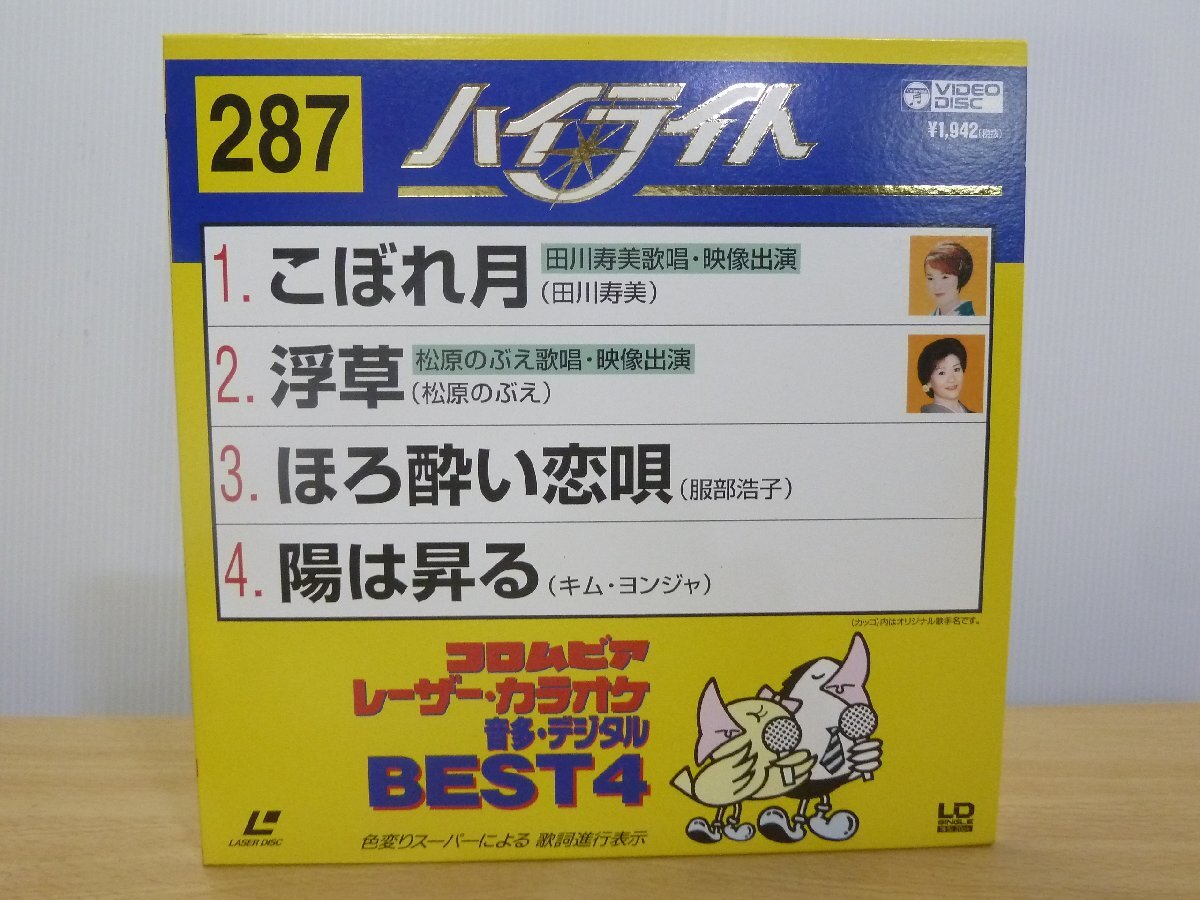 287
ハイライト
VIDEO
DISC
¥1,942(税抜)
1. こぼれ月
田川寿美歌唱・映像出演
(田川寿美)
2. 浮草
松原のぶえ歌唱・映像出演
(松原のぶえ)
3. ほろ酔い恋唄(服部浩子)
4. 陽は昇る(キム・ヨンジャ)
(カッコ)内はオリジナル歌手名です。
コロムビア
レーザー・カラオケ
音多・デジタル
BEST4
色変りスーパーによる 歌詞進行表示
LASER DISC
LD
SINGLE